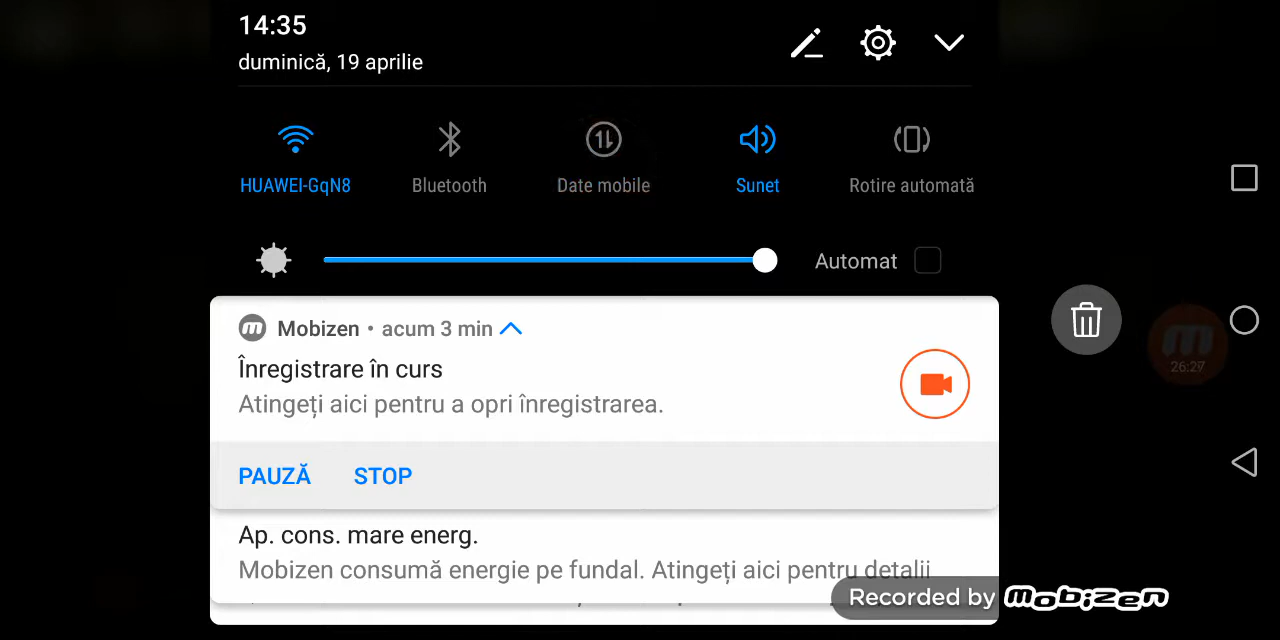 14:35
duminică, 19 aprilie
HUAWEI-GqN8
Bluetooth
Date mobile
Sunet
Rotire automată
Automat
Mobizen • acum 3 min
Înregistrare în curs
Atingeți aici pentru a opri înregistrarea.
26:27
PAUZĂ STOP
Ap. cons. mare energ.
Mobizen consumă energie pe fundal. Atingeți aici pentru detalii
Recorded by mobizen